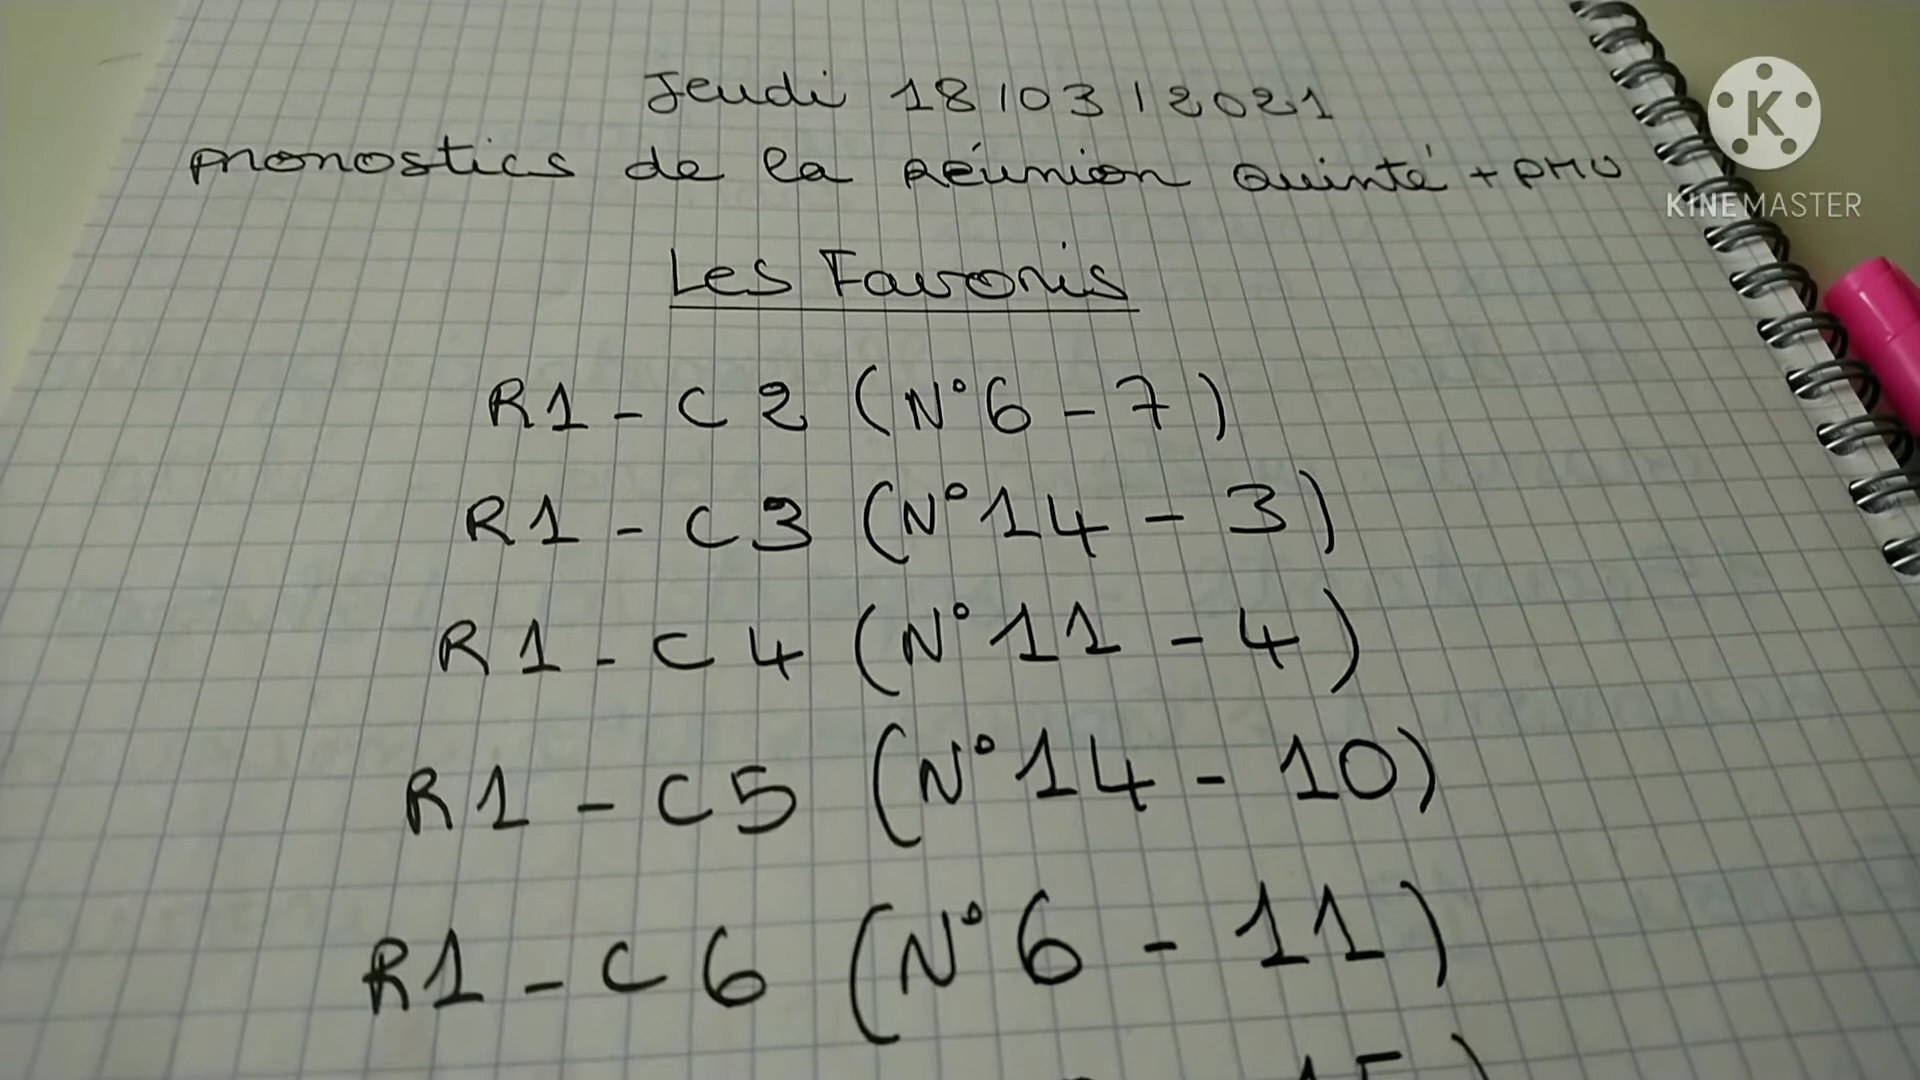 Jeudi 18/03/2021
pronostics de la Réunion Quinté + PMU
Les Favoris
R1 - C2 (N°6 - 7)
R1 - C3 (N°14 - 3)
R1 - C4 (N°11 - 4)
R1 - C5 (N°14 - 10)
R1 - C6 (N°6 - 11)
K
KINEMASTER